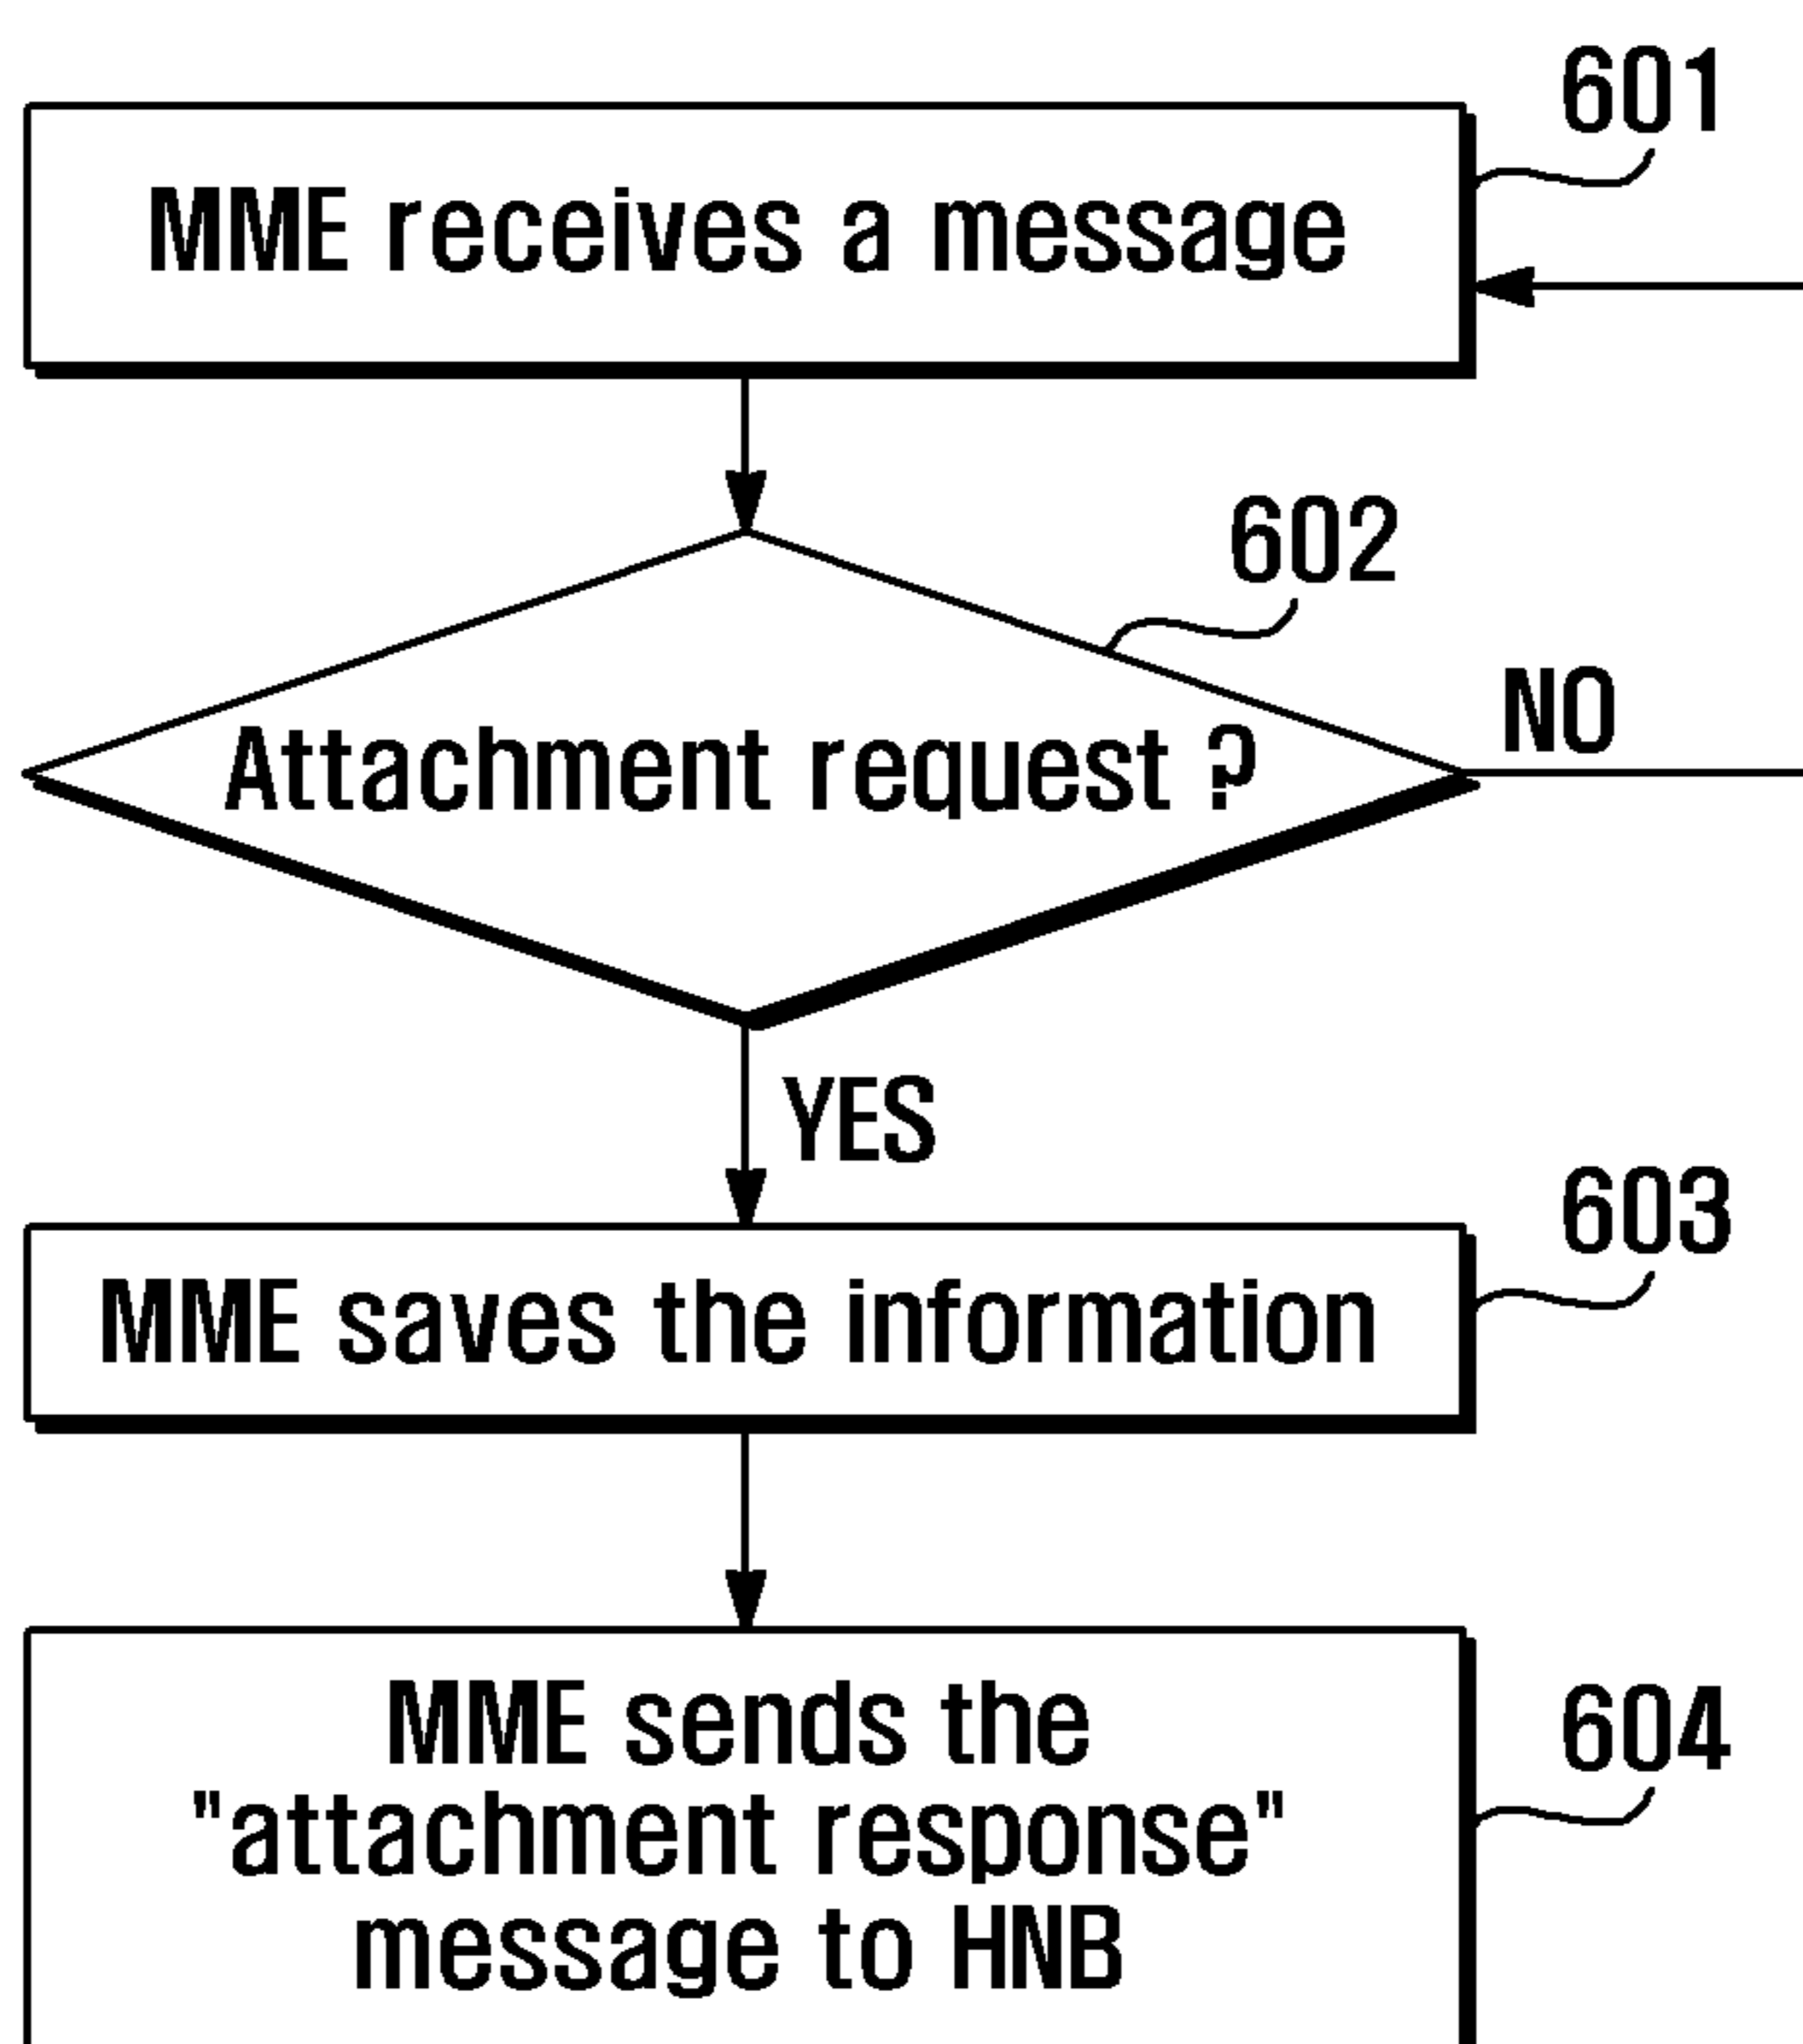 601
MME receives a message
602
NO
Attachment request ?
YES
603
MME saves the information
MME sends the
604
"attachment response"
message to HNB